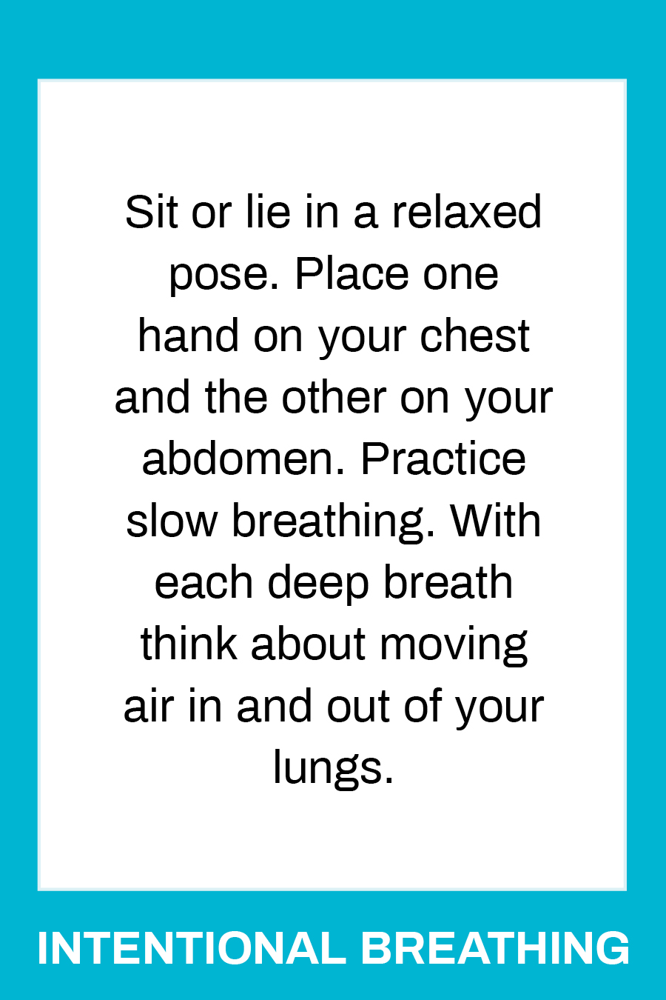 Sit or lie in a relaxed
pose. Place one
hand on your chest
and the other on your
abdomen. Practice
slow breathing. With
each deep breath
think about moving
air in and out of your
lungs.
INTENTIONAL BREATHING